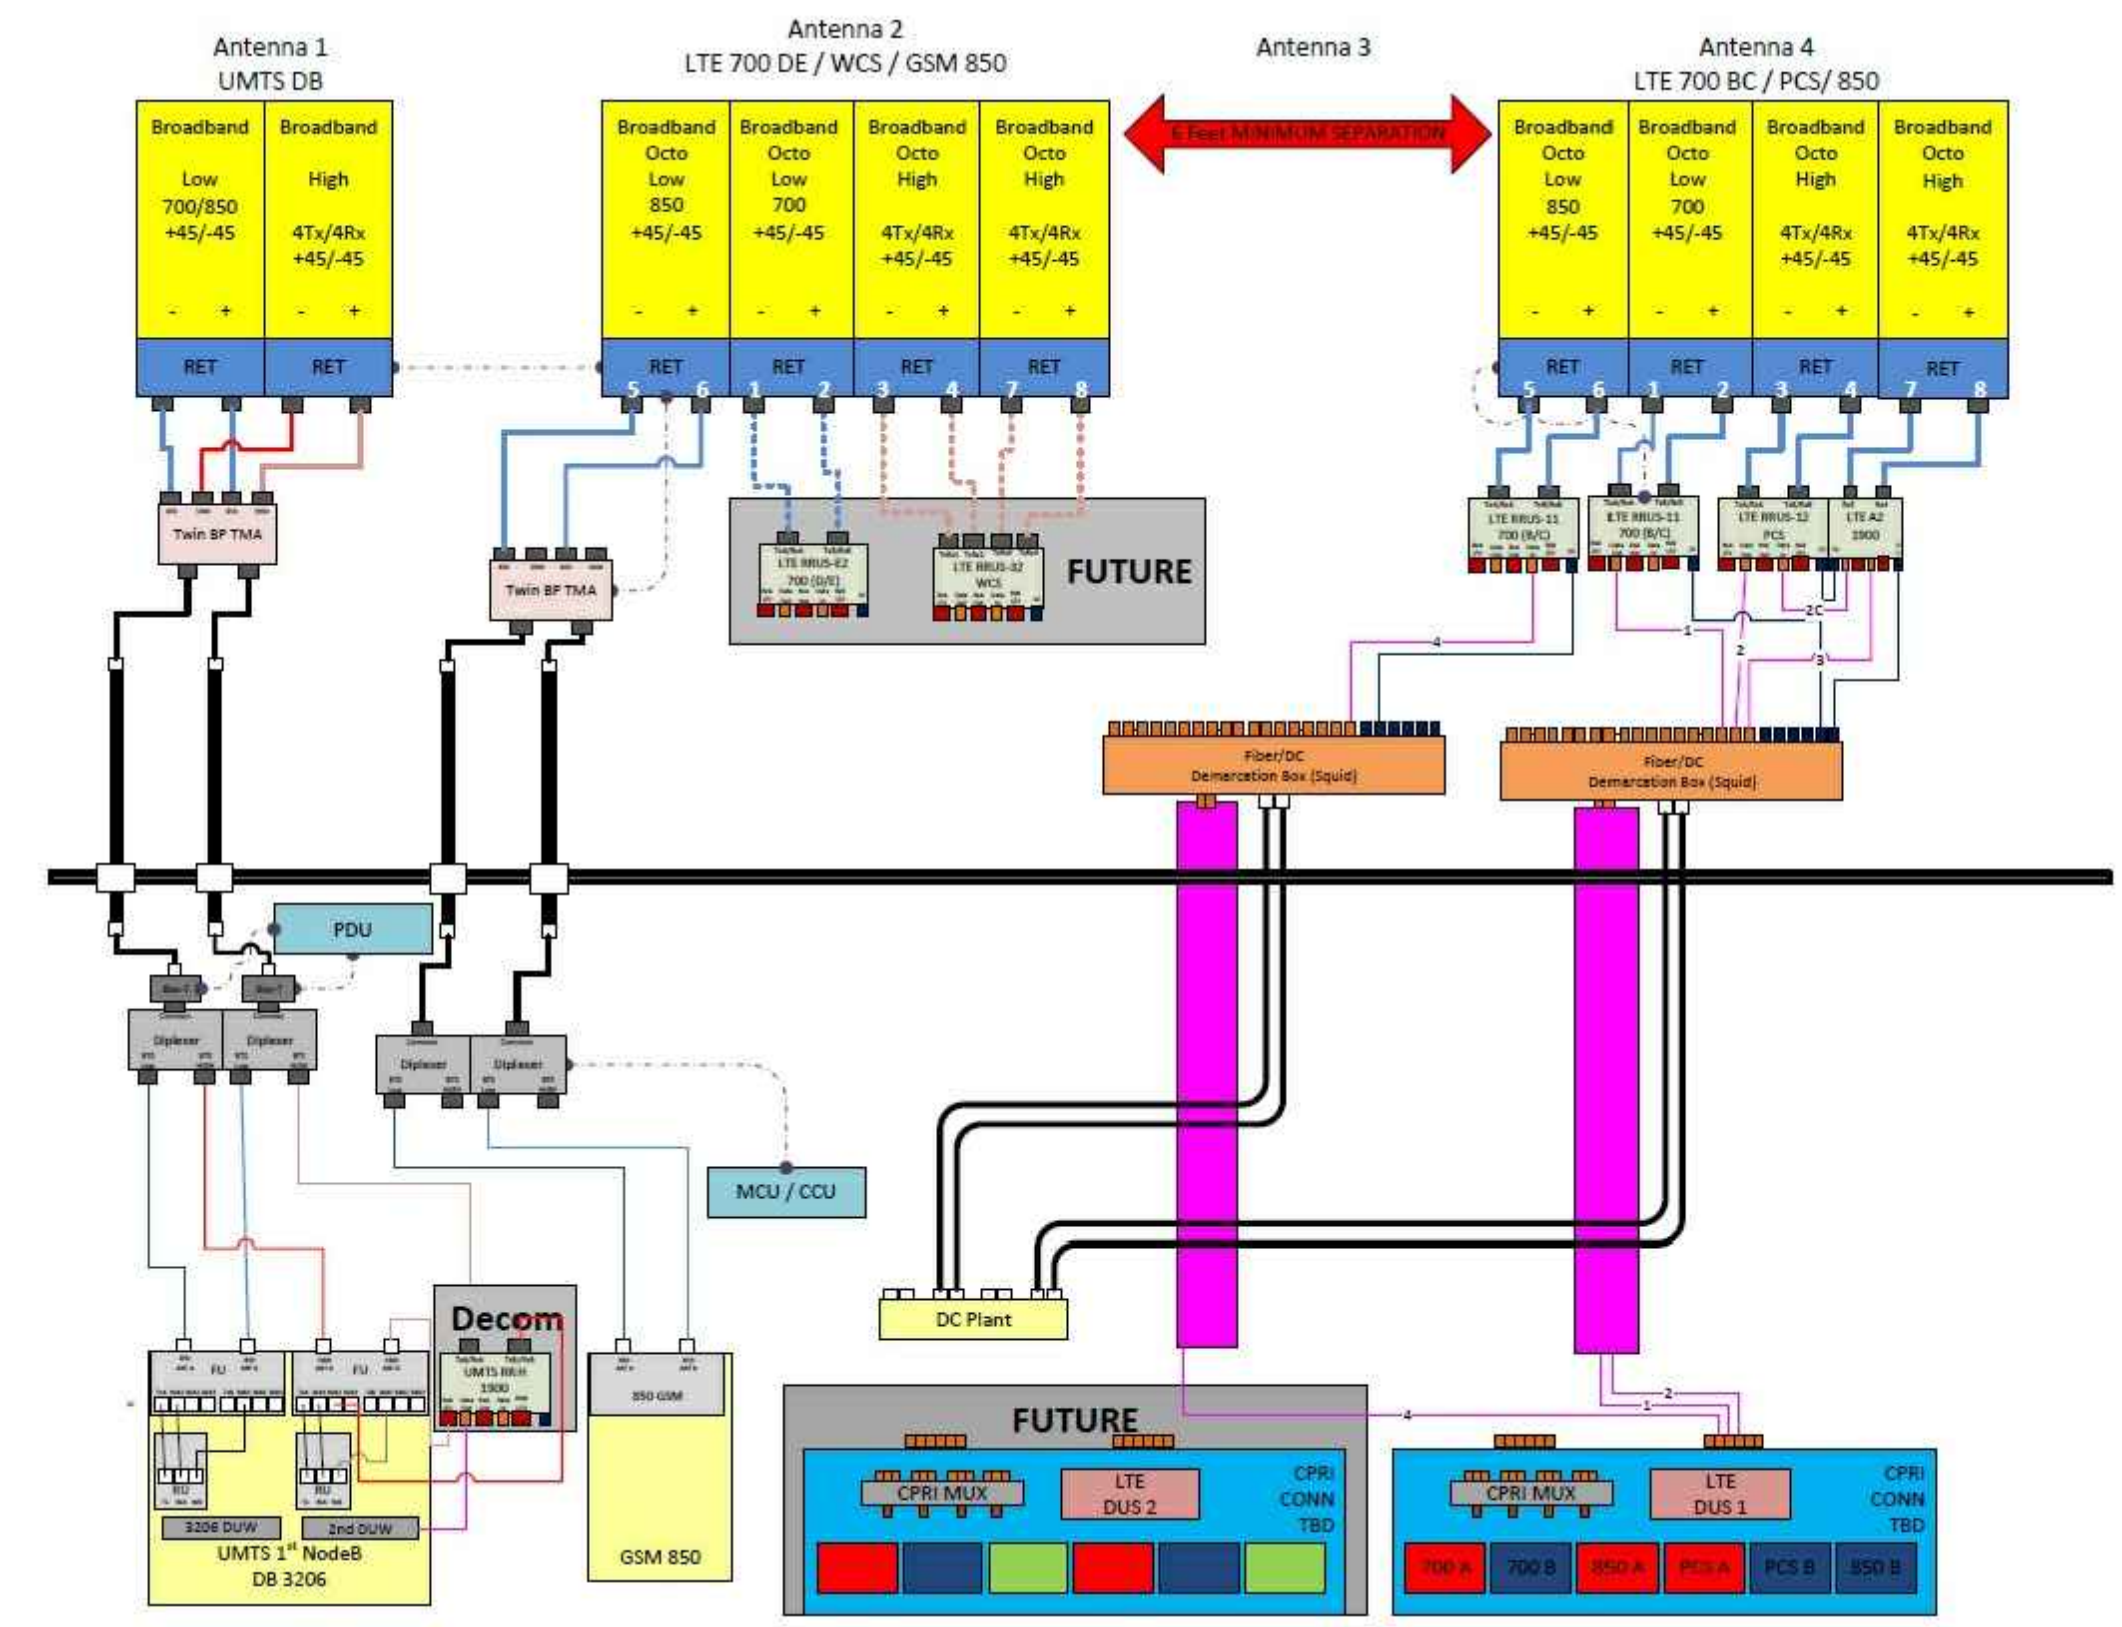 Antenna 1
UMTS DB
Antenna 2
LTE 700 DE / WCS / GSM 850
Antenna 3
Antenna 4
LTE 700 BC / PCS/ 850
Broadband
Low
700/850
+45/-45
- +
RET
Broadband
High
4Tx/4Rx
+45/-45
- +
RET
Broadband
Octo
Low
850
+45/-45
- +
RET
5 6
Broadband
Octo
Low
700
+45/-45
- +
RET
1 2
Broadband
Octo
High
4Tx/4Rx
+45/-45
- +
RET
3 4
Broadband
Octo
High
4Tx/4Rx
+45/-45
- +
RET
7 8
6 Feet MINIMUM SEPARATION
Broadband
Octo
Low
850
+45/-45
- +
RET
5 6
Broadband
Octo
Low
700
+45/-45
- +
RET
1 2
Broadband
Octo
High
4Tx/4Rx
+45/-45
- +
RET
3 4
Broadband
Octo
High
4Tx/4Rx
+45/-45
- +
RET
7 8
Twin BP TMA
Twin BP TMA
LTE RRUS-E2
700 (D/E)
LTE RRUS-32
WCS
FUTURE
LTE RRUS-11
700 (B/C)
LTE RRUS-11
700 (B/C)
LTE RRUS-12
PCS
LTE A2
1900
2C
4
1
2
3
Fiber/DC
Demarcation Box (Squid)
Fiber/DC
Demarcation Box (Squid)
PDU
Diplexer
Diplexer
Diplexer
Diplexer
MCU / CCU
DC Plant
Decom
UMTS RRH
1900
FU
FU
RU
RU
3206 DUW
2nd DUW
UMTS 1st NodeB
DB 3206
850 GSM
GSM 850
FUTURE
CPRI MUX
LTE
DUS 2
CPRI
CONN
TBD
4
1
2
CPRI MUX
LTE
DUS 1
CPRI
CONN
TBD
700 A
700 B
850 A
PCS A
PCS B
850 B